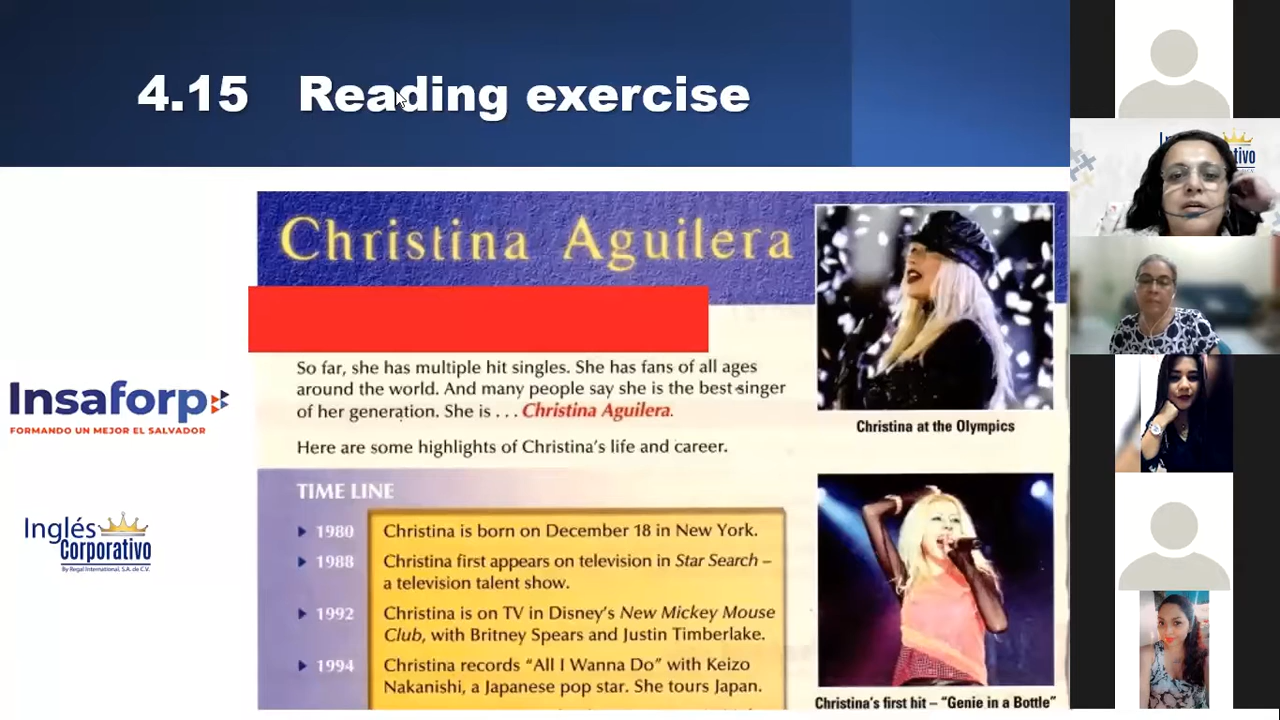 4.15 Reading exercise
Christina Aguilera
So far, she has multiple hit singles. She has fans of all ages
around the world. And many people say she is the best singer
of her generation. She is . . . Christina Aguilera.
Here are some highlights of Christina's life and career.
TIME LINE
1980 Christina is born on December 18 in New York.
1988 Christina first appears on television in Star Search –
a television talent show.
1992 Christina is on TV in Disney's New Mickey Mouse
Club, with Britney Spears and Justin Timberlake.
1994 Christina records "All I Wanna Do" with Keizo
Nakanishi, a Japanese pop star. She tours Japan.
Christina at the Olympics
Christina's first hit – "Genie in a Bottle"
Insaforp
FORMANDO UN MEJOR EL SALVADOR
Inglés
Corporativo
By Regal International, S.A. de C.V.